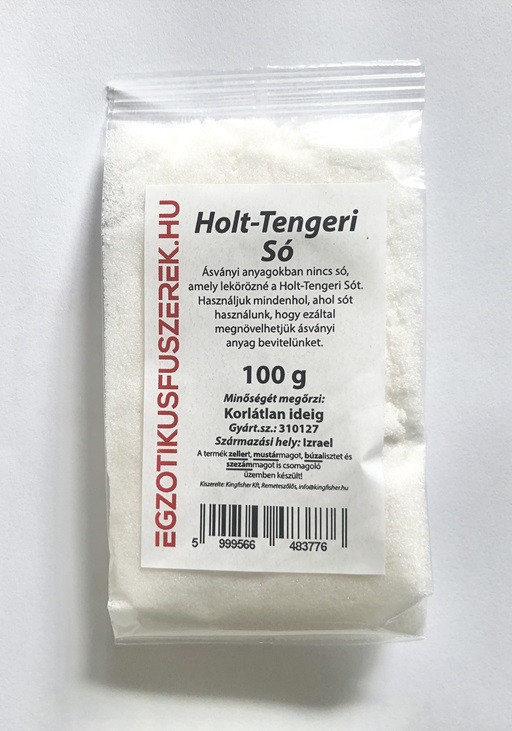 EGZOTIKUSFUSZEREK.HU
Holt-Tengeri
Só
Ásványi anyagokban nincs só,
amely lekörözné a Holt-Tengeri Sót.
Használjuk mindenhol, ahol sót
használunk, hogy ezáltal
megnövelhetjük ásványi
anyag bevitelünket.
100 g
Minőségét megőrzi:
Korlátlan ideig
Gyárt.sz.: 310127
Származási hely: Izrael
A termék zellert, mustármagot, búzalisztet és
szezámmagot is csomagoló
üzemben készült!
Kiszerelte: Kingfisher Kft, Remeteszőlős, info@kingfisher.hu
5 999566 483776